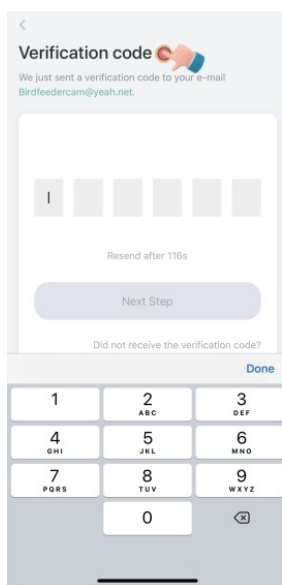 Verification code
We just sent a verification code to your e-mail
Birdfeedercam@yeah.net.
Resend after 116s
Next Step
Did not receive the verification code?
Done
1 2 3
ABC DEF
4 5 6
GHI JKL MNO
7 8 9
PQRS TUV WXYZ
0